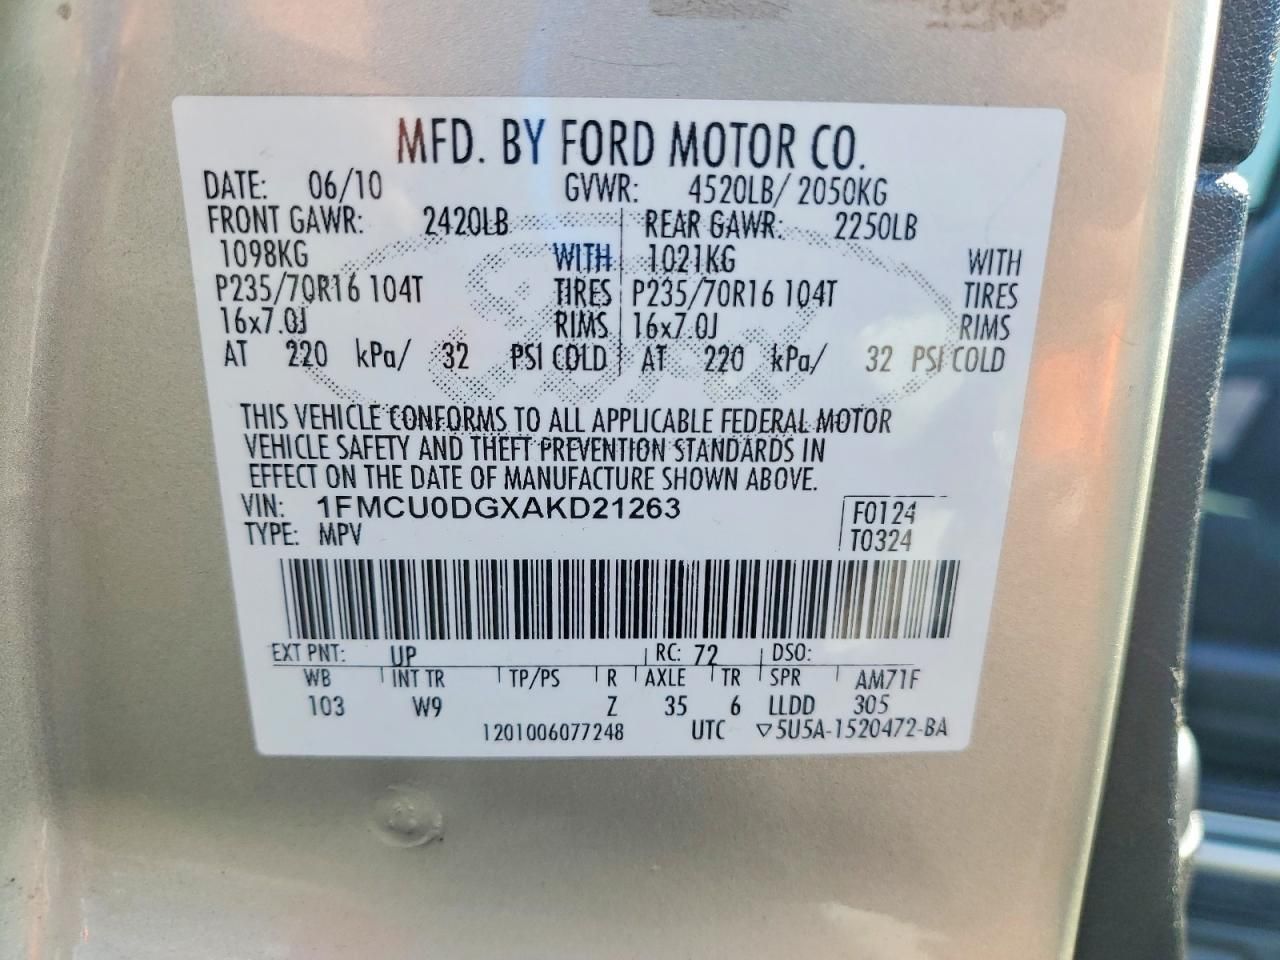 MFD. BY FORD MOTOR CO.
DATE: 06/10 GVWR: 4520LB/ 2050KG
FRONT GAWR: 2420LB REAR GAWR: 2250LB
1098KG WITH 1021KG WITH
P235/70R16 104T TIRES P235/70R16 104T TIRES
16x7.0J RIMS 16x7.0J RIMS
AT 220 kPa/ 32 PSI COLD AT 220 kPa/ 32 PSI COLD
THIS VEHICLE CONFORMS TO ALL APPLICABLE FEDERAL MOTOR
VEHICLE SAFETY AND THEFT PREVENTION STANDARDS IN
EFFECT ON THE DATE OF MANUFACTURE SHOWN ABOVE.
VIN: 1FMCU0DGXAKD21263 F0124
TYPE: MPV T0324
EXT PNT: UP RC: 72 DSO:
WB INT TR TP/PS R AXLE TR SPR AM71F
103 W9 Z 35 6 LLDD 305
1201006077248 UTC ▽5U5A-1520472-BA